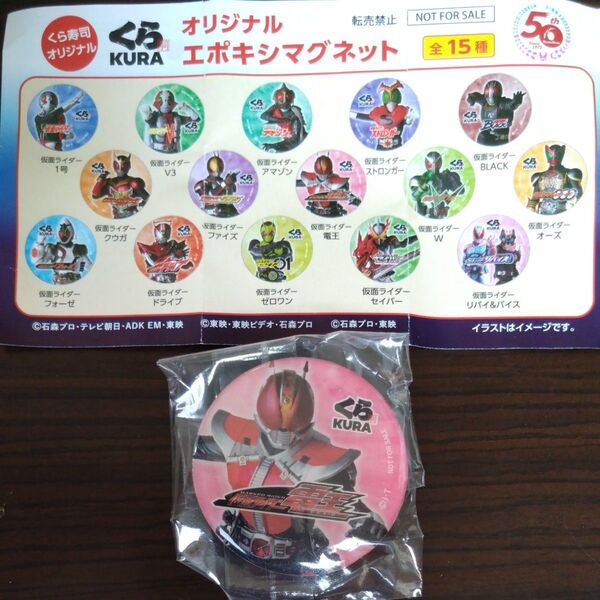 くら寿司
オリジナル
くら
KURA
オリジナル
エポキシマグネット
転売禁止
NOT FOR SALE
全15種
50th
仮面ライダー
1号
仮面ライダー
V3
仮面ライダー
アマゾン
仮面ライダー
ストロンガー
仮面ライダー
BLACK
仮面ライダー
クウガ
仮面ライダー
ファイズ
仮面ライダー
電王
仮面ライダー
W
仮面ライダー
オーズ
仮面ライダー
フォーゼ
仮面ライダー
ドライブ
仮面ライダー
ゼロワン
仮面ライダー
セイバー
仮面ライダー
リバイ&バイス
©石森プロ・テレビ朝日・ADK EM・東映
©東映・東映ビデオ・石森プロ
©石森プロ・東映
イラストはイメージです。
くら
KURA
NOT FOR SALE
MASKED RIDER
仮面ライダー電王